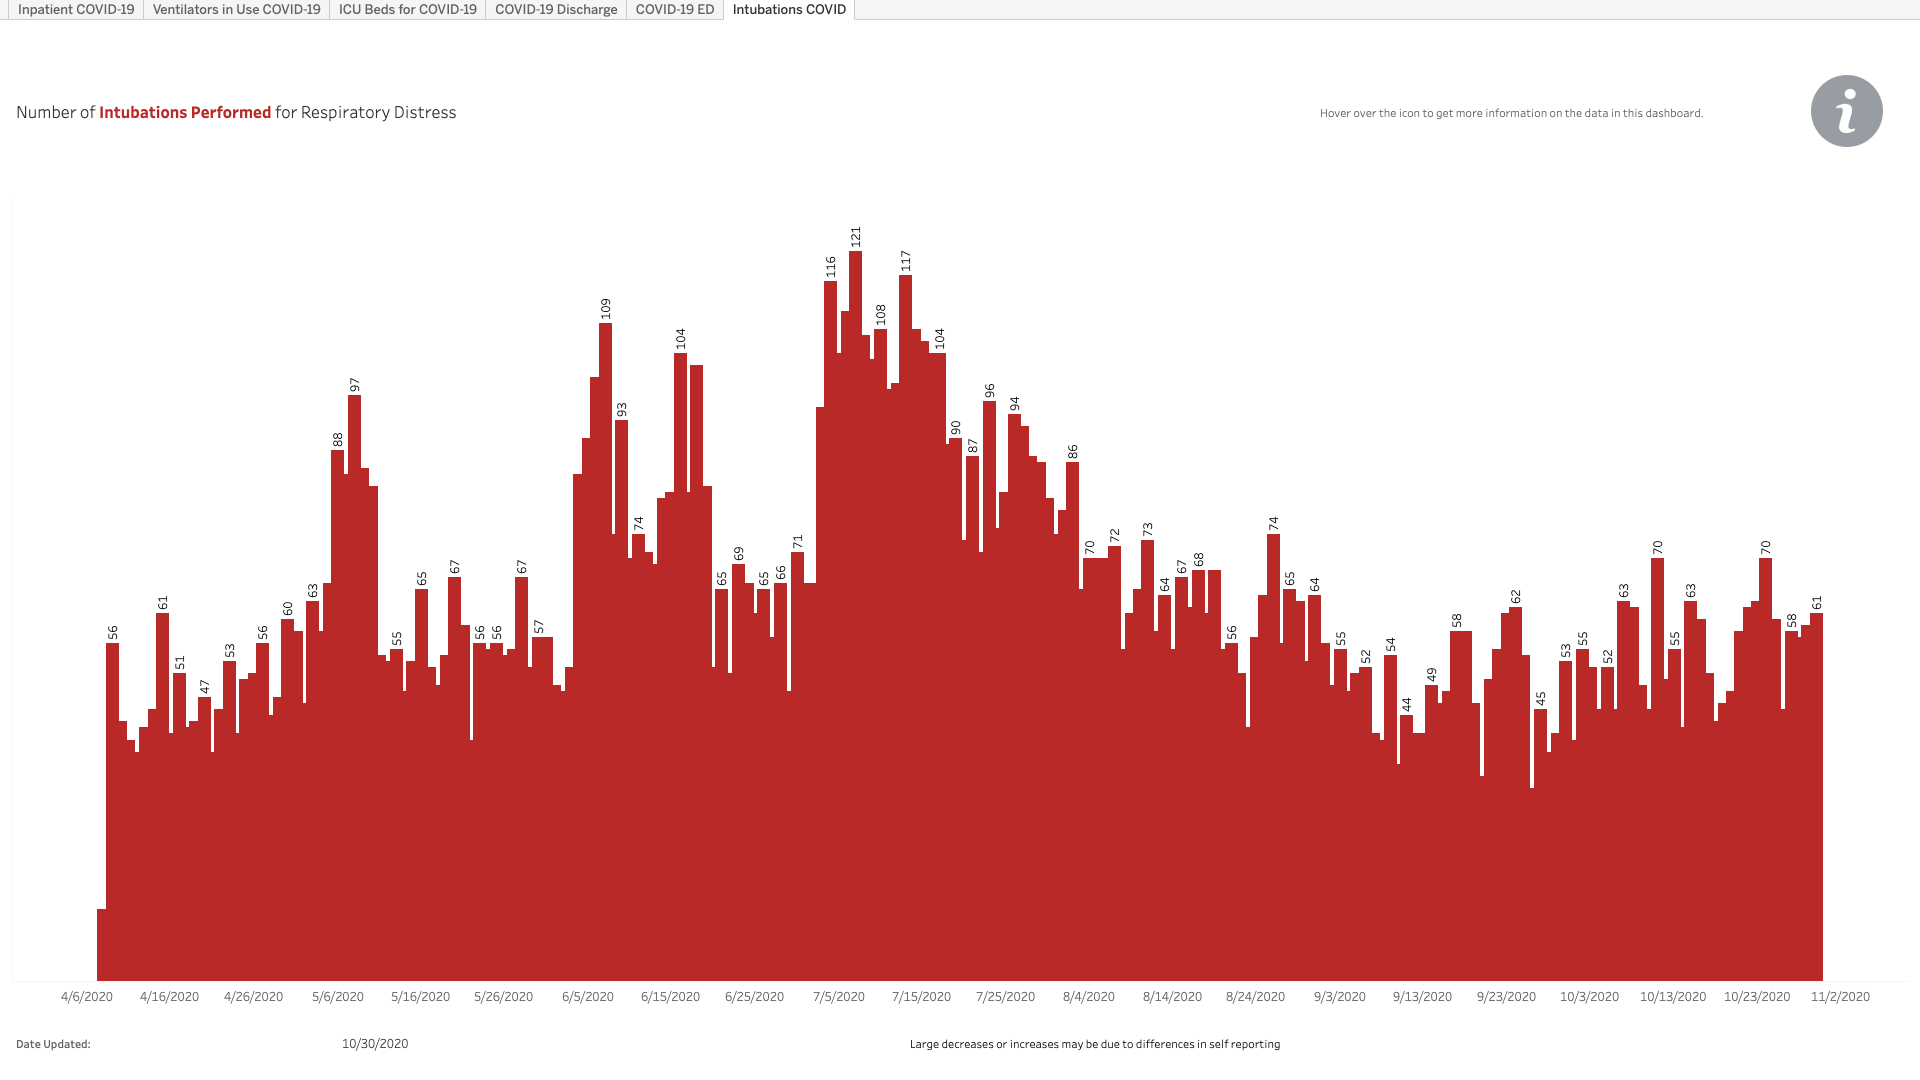 Inpatient COVID-19 Ventilators in Use COVID-19 ICU Beds for COVID-19 COVID-19 Discharge COVID-19 ED Intubations COVID
Number of Intubations Performed for Respiratory Distress
Hover over the icon to get more information on the data in this dashboard.
i
56 61 51 47 53 56 60 63 88 97 55 65 67 56 56 67 57 109 93 74 104 65 69 65 66 71 116 121 108 117 104 90 87 96 94 86 70 72 73 64 67 68 56 74 65 64 55 52 54 44 49 58 62 45 53 55 52 63 70 55 63 70 58 61
4/6/2020 4/16/2020 4/26/2020 5/6/2020 5/16/2020 5/26/2020 6/5/2020 6/15/2020 6/25/2020 7/5/2020 7/15/2020 7/25/2020 8/4/2020 8/14/2020 8/24/2020 9/3/2020 9/13/2020 9/23/2020 10/3/2020 10/13/2020 10/23/2020 11/2/2020
Date Updated: 10/30/2020
Large decreases or increases may be due to differences in self reporting